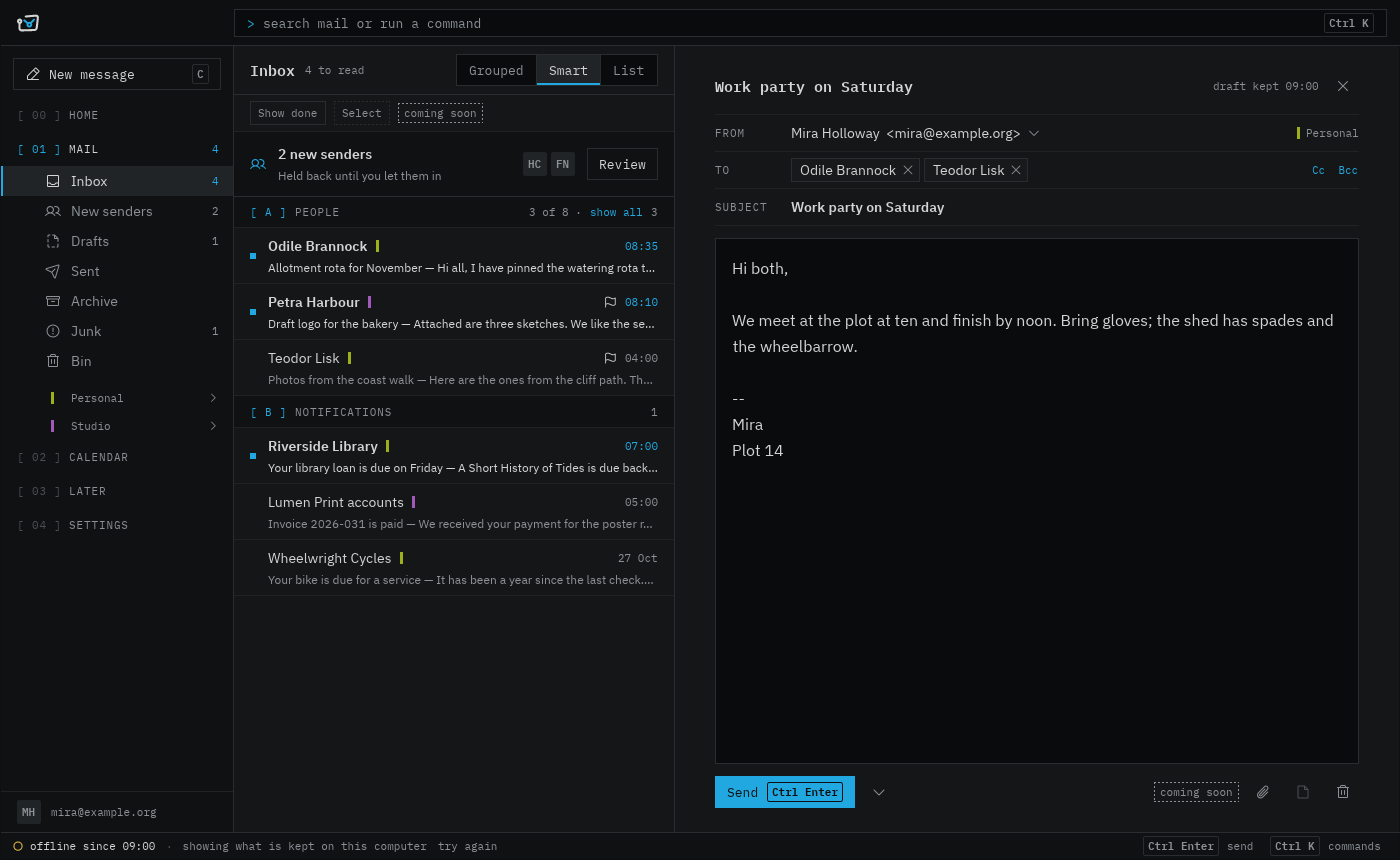 > search mail or run a command Ctrl K
New message C
[ 00 ] HOME
[ 01 ] MAIL 4
Inbox 4
New senders 2
Drafts 1
Sent
Archive
Junk 1
Bin
Personal
Studio
[ 02 ] CALENDAR
[ 03 ] LATER
[ 04 ] SETTINGS
MH mira@example.org
Inbox 4 to read Grouped Smart List
Show done Select coming soon
2 new senders
Held back until you let them in
HC FN Review
[ A ] PEOPLE 3 of 8 · show all 3
Odile Brannock 08:35
Allotment rota for November — Hi all, I have pinned the watering rota t...
Petra Harbour 08:10
Draft logo for the bakery — Attached are three sketches. We like the se...
Teodor Lisk 04:00
Photos from the coast walk — Here are the ones from the cliff path. Th...
[ B ] NOTIFICATIONS 1
Riverside Library 07:00
Your library loan is due on Friday — A Short History of Tides is due back...
Lumen Print accounts 05:00
Invoice 2026-031 is paid — We received your payment for the poster r...
Wheelwright Cycles 27 Oct
Your bike is due for a service — It has been a year since the last check....
Work party on Saturday draft kept 09:00
FROM Mira Holloway <mira@example.org> Personal
TO Odile Brannock Teodor Lisk Cc Bcc
SUBJECT Work party on Saturday
Hi both,
We meet at the plot at ten and finish by noon. Bring gloves; the shed has spades and
the wheelbarrow.
--
Mira
Plot 14
Send Ctrl Enter coming soon
offline since 09:00 · showing what is kept on this computer try again Ctrl Enter send Ctrl K commands